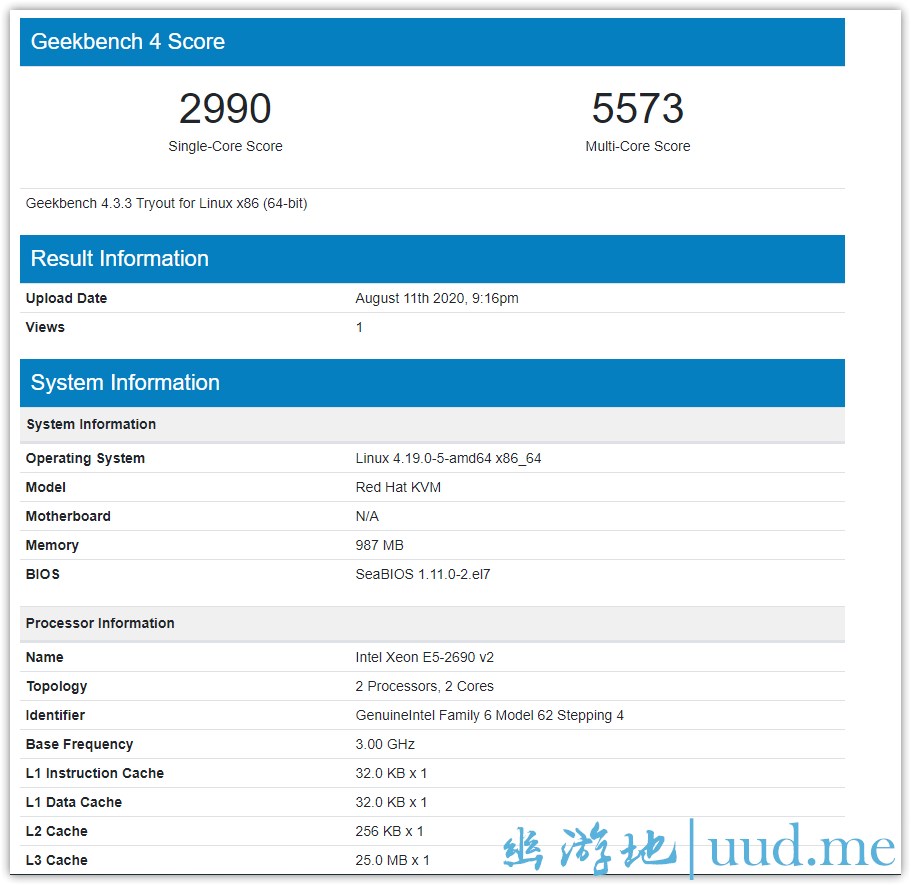 Geekbench 4 Score
2990 5573
Single-Core Score Multi-Core Score
Geekbench 4.3.3 Tryout for Linux x86 (64-bit)
Result Information
Upload Date August 11th 2020, 9:16pm
Views 1
System Information
System Information
Operating System Linux 4.19.0-5-amd64 x86_64
Model Red Hat KVM
Motherboard N/A
Memory 987 MB
BIOS SeaBIOS 1.11.0-2.el7
Processor Information
Name Intel Xeon E5-2690 v2
Topology 2 Processors, 2 Cores
Identifier GenuineIntel Family 6 Model 62 Stepping 4
Base Frequency 3.00 GHz
L1 Instruction Cache 32.0 KB x 1
L1 Data Cache 32.0 KB x 1
L2 Cache 256 KB x 1
L3 Cache 25.0 MB x 1
幽游地|uud.me